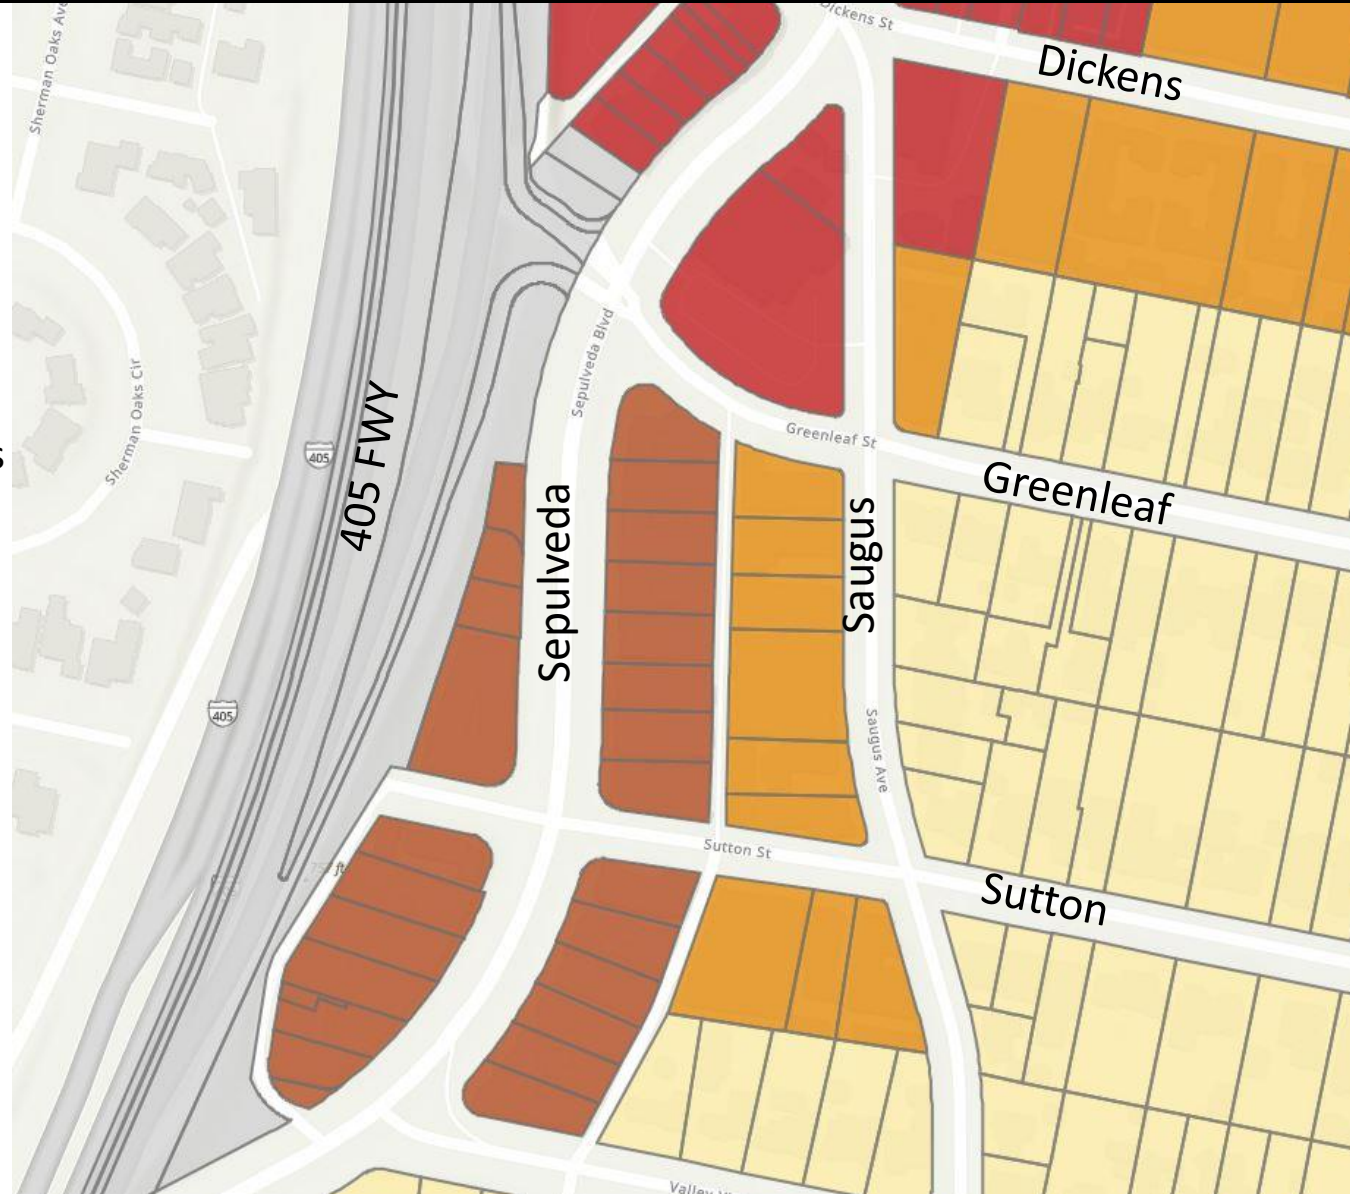 Dickens St
Sherman Oaks Ave
Dickens
Sepulveda Blvd
Sherman Oaks Cir
Greenleaf St
405
405 FWY
Greenleaf
Sepulveda
Saugus
405
Saugus Ave
Sutton St
Sutton